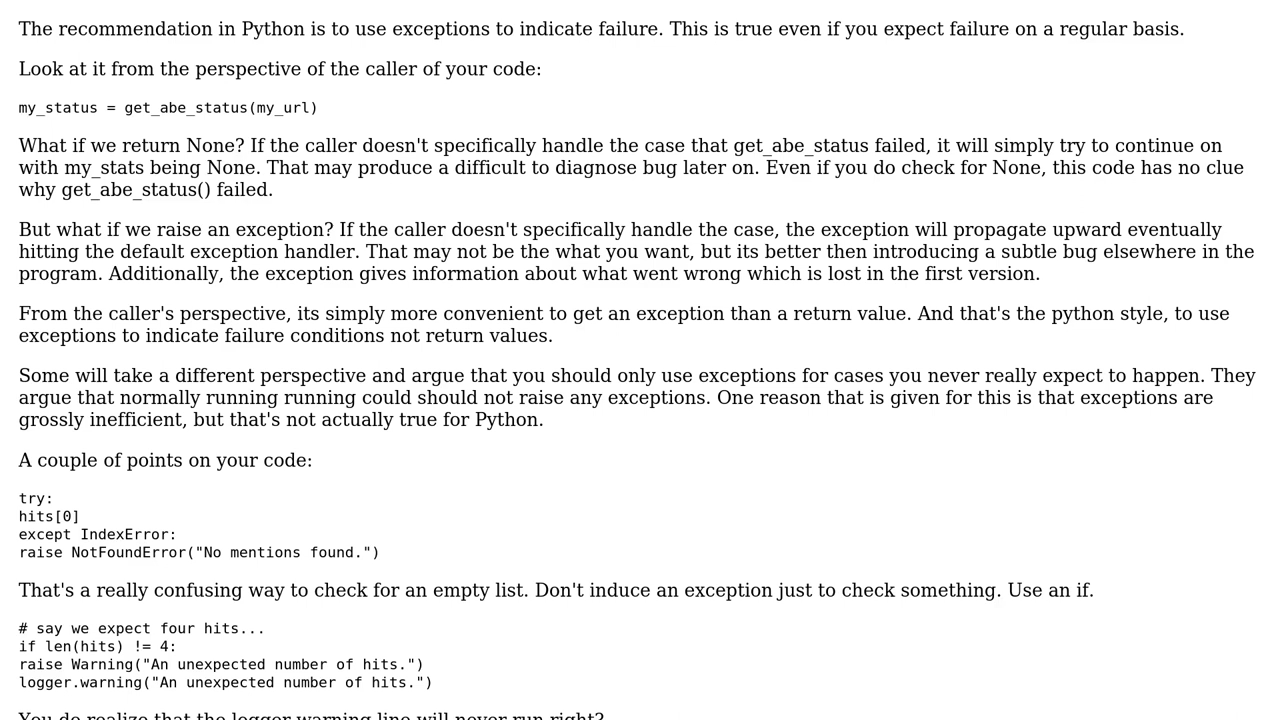 The recommendation in Python is to use exceptions to indicate failure. This is true even if you expect failure on a regular basis.
Look at it from the perspective of the caller of your code:
my_status = get_abe_status(my_url)
What if we return None? If the caller doesn't specifically handle the case that get_abe_status failed, it will simply try to continue on
with my_stats being None. That may produce a difficult to diagnose bug later on. Even if you do check for None, this code has no clue
why get_abe_status() failed.
But what if we raise an exception? If the caller doesn't specifically handle the case, the exception will propagate upward eventually
hitting the default exception handler. That may not be the what you want, but its better then introducing a subtle bug elsewhere in the
program. Additionally, the exception gives information about what went wrong which is lost in the first version.
From the caller's perspective, its simply more convenient to get an exception than a return value. And that's the python style, to use
exceptions to indicate failure conditions not return values.
Some will take a different perspective and argue that you should only use exceptions for cases you never really expect to happen. They
argue that normally running running could should not raise any exceptions. One reason that is given for this is that exceptions are
grossly inefficient, but that's not actually true for Python.
A couple of points on your code:
try:
hits[0]
except IndexError:
raise NotFoundError("No mentions found.")
That's a really confusing way to check for an empty list. Don't induce an exception just to check something. Use an if.
# say we expect four hits...
if len(hits) != 4:
raise Warning("An unexpected number of hits.")
logger.warning("An unexpected number of hits.")
You do realize that the logger.warning line will never run right?